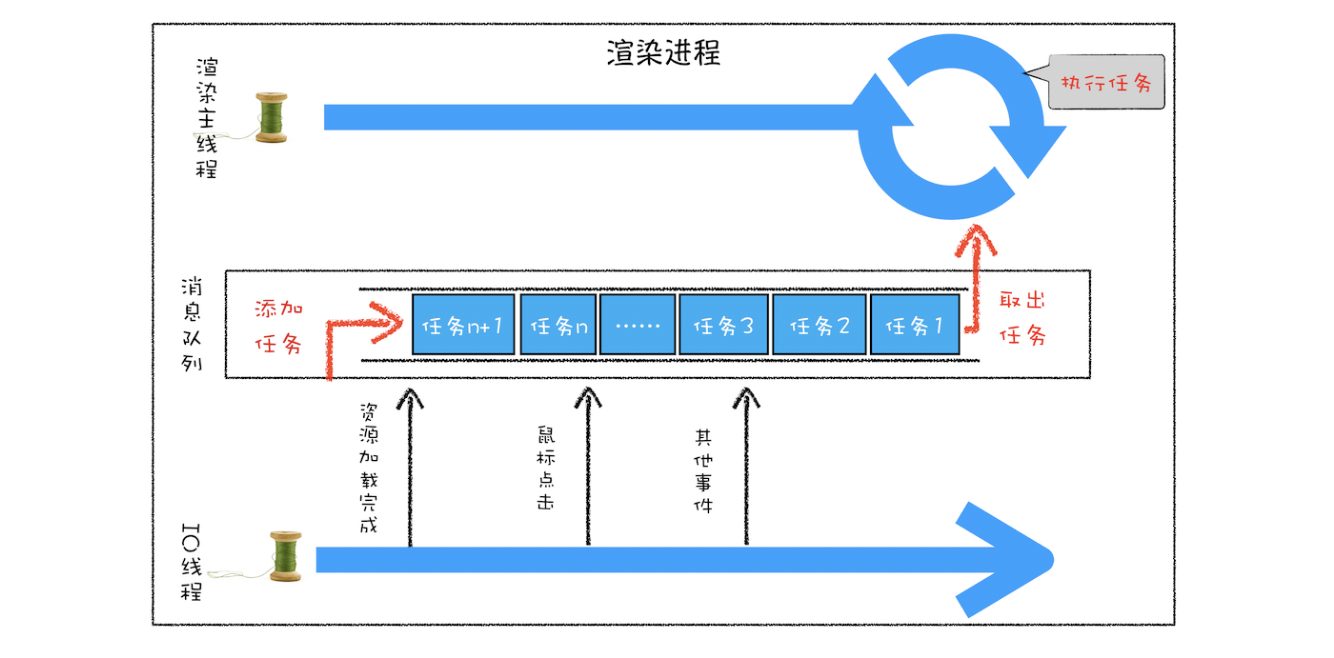 渲染进程
渲染主线程
执行任务
消息队列
添加
任务
任务n+1
任务n
……
任务3
任务2
任务1
取出
任务
资源加载完成
鼠标点击
其他事件
IO线程